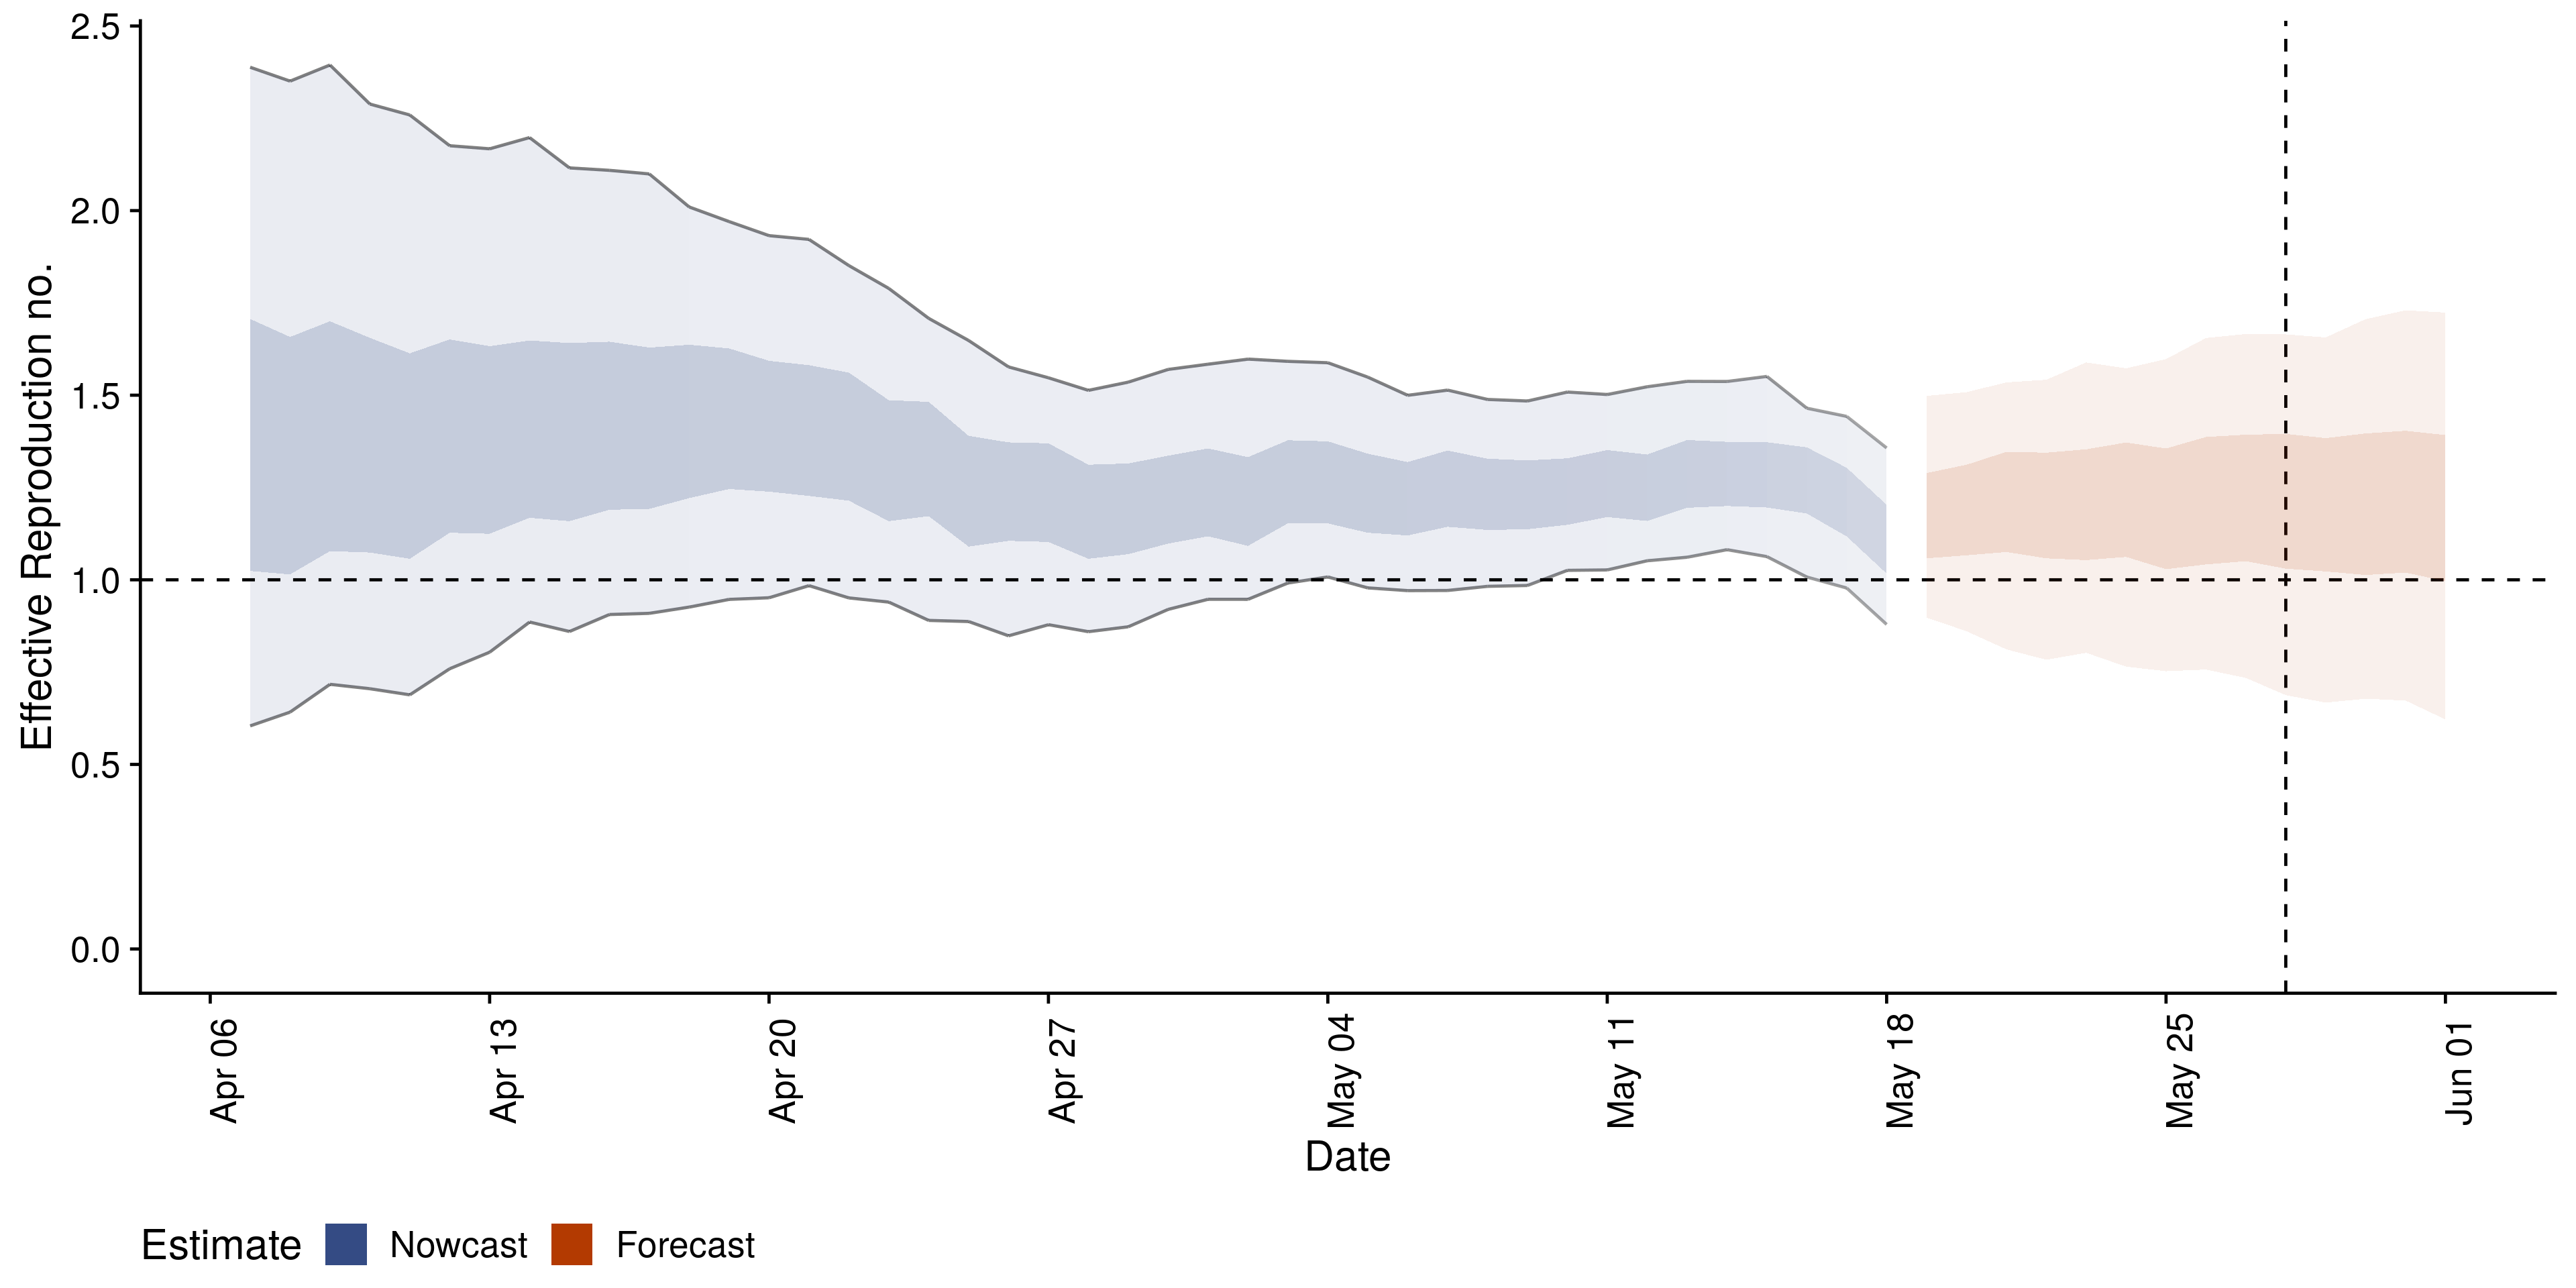 Effective Reproduction no.
2.5
2.0
1.5
1.0
0.5
0.0
Apr 06
Apr 13
Apr 20
Apr 27
May 04
May 11
May 18
May 25
Jun 01
Date
Estimate Nowcast Forecast